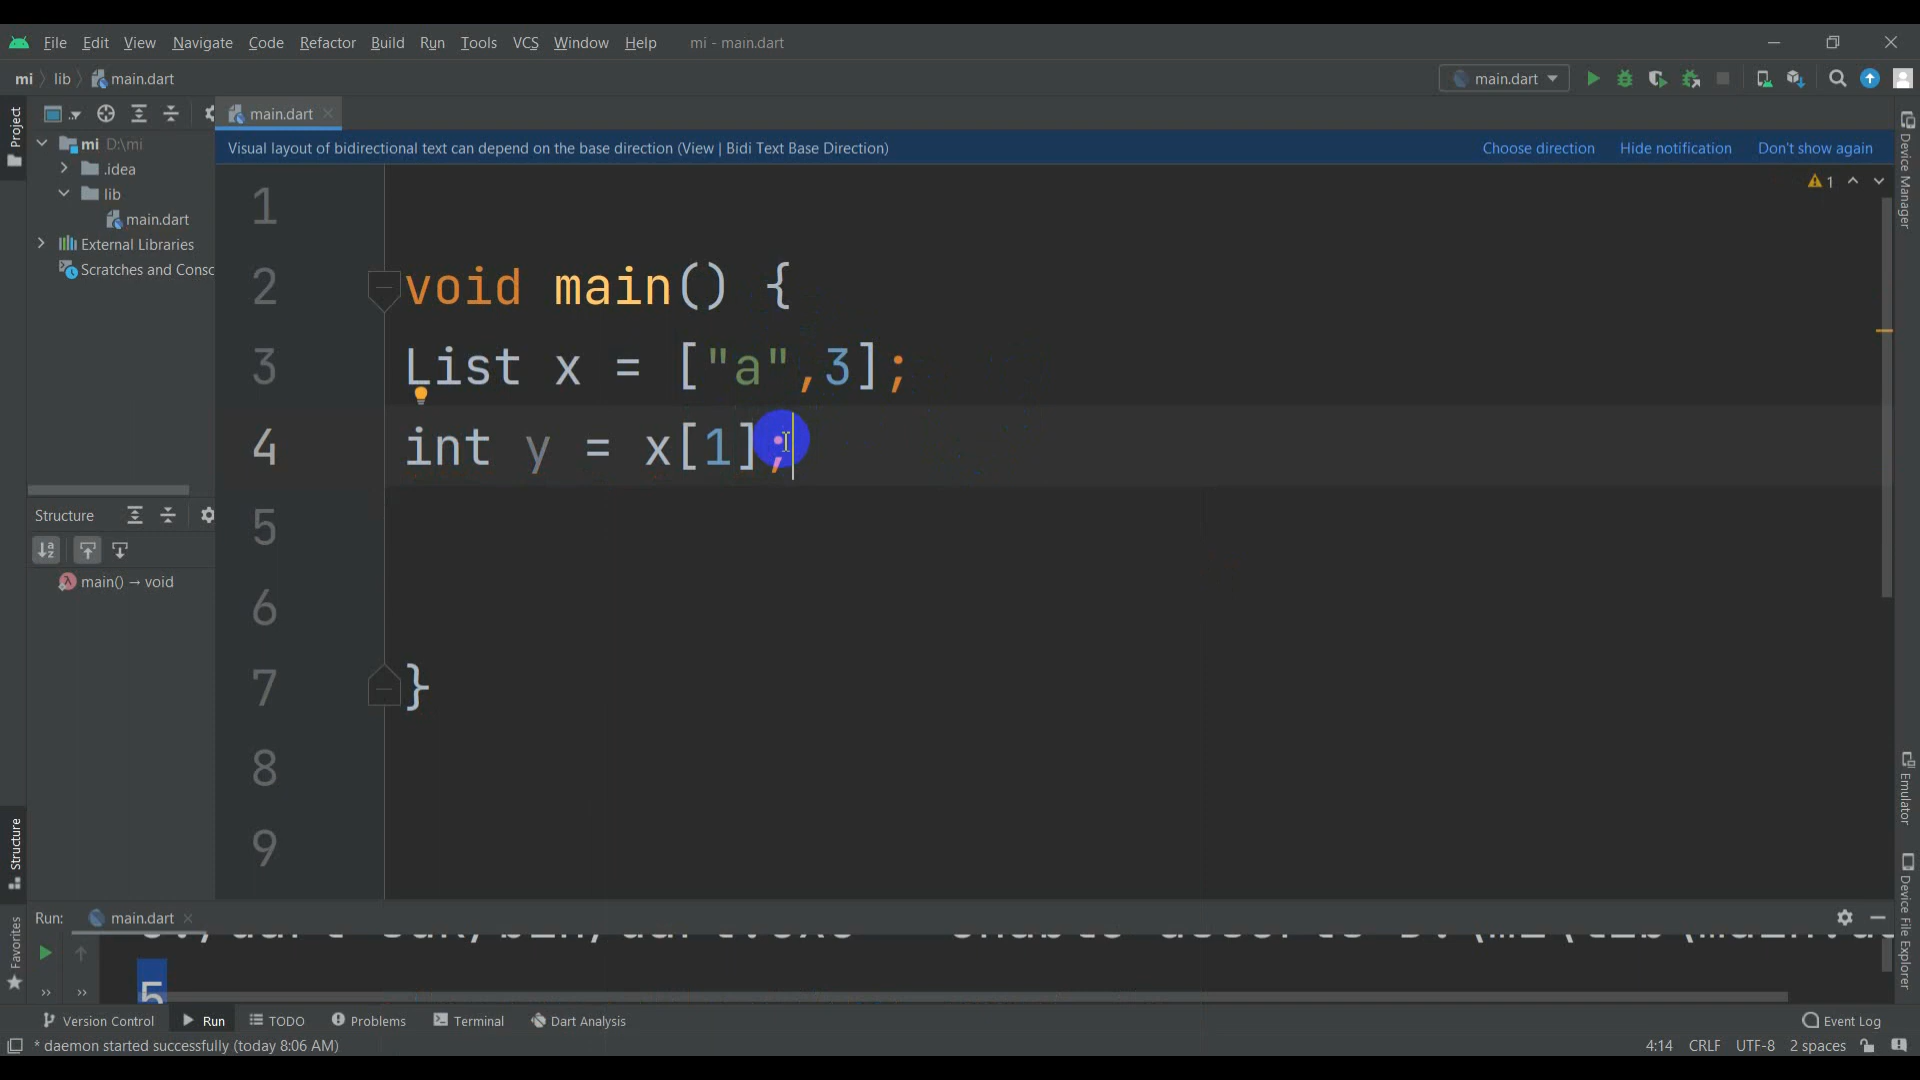 File Edit View Navigate Code Refactor Build Run Tools VCS Window Help mi - main.dart
mi lib main.dart main.dart
Project
main.dart
mi D:\mi
Visual layout of bidirectional text can depend on the base direction (View | Bidi Text Base Direction) Choose direction Hide notification Don't show again
.idea
lib
main.dart
External Libraries
Scratches and Consc
1
2 void main() {
3 List x = ["a",3];
4 int y = x[1];
5
6
7 }
8
9
1
Device Manager
Structure
main() → void
Structure
Emulator
Device File Explorer
Favorites
Run: main.dart
5
Version Control Run TODO Problems Terminal Dart Analysis Event Log
* daemon started successfully (today 8:06 AM) 4:14 CRLF UTF-8 2 spaces